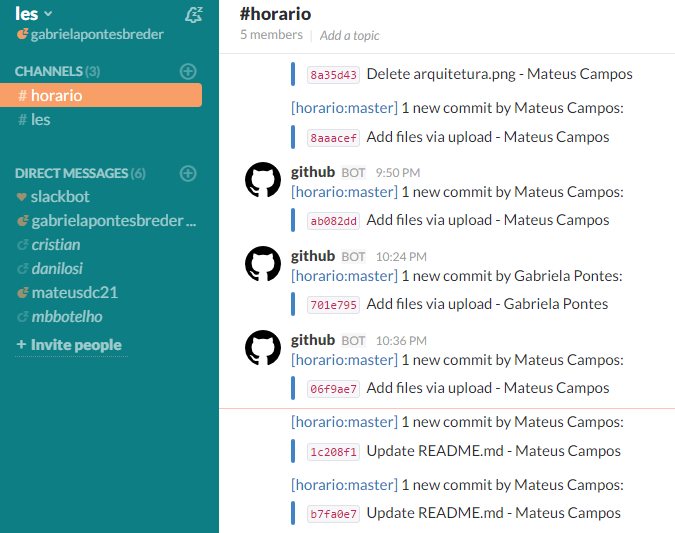 les
gabrielapontesbreder
CHANNELS (3)
# horario
# les
DIRECT MESSAGES (6)
slackbot
gabrielapontesbreder ...
cristian
danilosi
mateusdc21
mbbotelho
+ Invite people
#horario
5 members | Add a topic
8a35d43 Delete arquitetura.png - Mateus Campos
[horario:master] 1 new commit by Mateus Campos:
8aaacef Add files via upload - Mateus Campos
github BOT 9:50 PM
[horario:master] 1 new commit by Mateus Campos:
ab082dd Add files via upload - Mateus Campos
github BOT 10:24 PM
[horario:master] 1 new commit by Gabriela Pontes:
701e795 Add files via upload - Gabriela Pontes
github BOT 10:36 PM
[horario:master] 1 new commit by Mateus Campos:
06f9ae7 Add files via upload - Mateus Campos
[horario:master] 1 new commit by Mateus Campos:
1c208f1 Update README.md - Mateus Campos
[horario:master] 1 new commit by Mateus Campos:
b7fa0e7 Update README.md - Mateus Campos